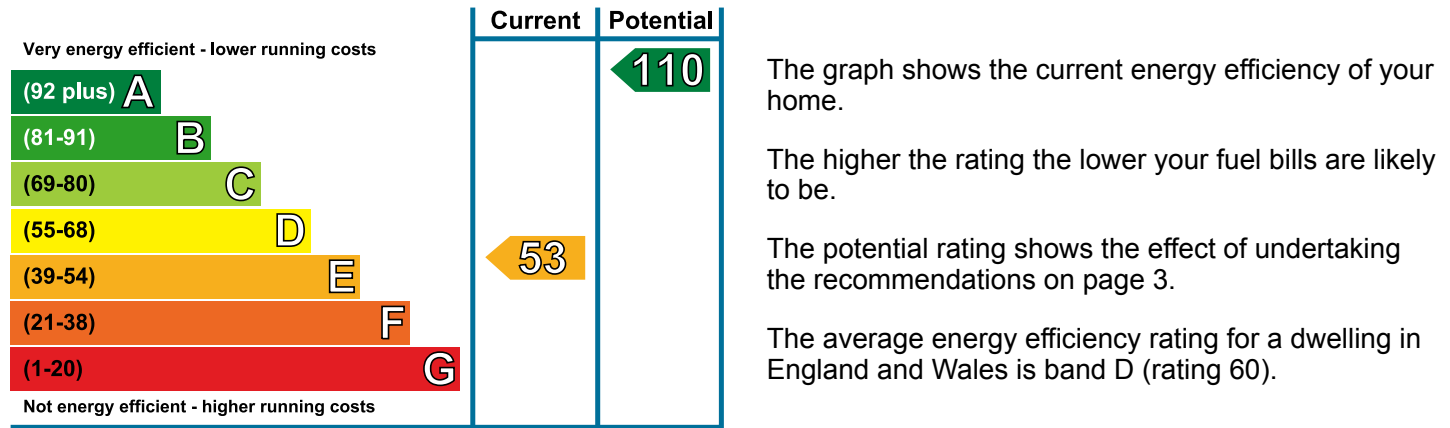 Current Potential
Very energy efficient - lower running costs
110
(92 plus) A
(81-91) B
(69-80) C
(55-68) D
53
(39-54) E
(21-38) F
(1-20) G
Not energy efficient - higher running costs
The graph shows the current energy efficiency of your
home.
The higher the rating the lower your fuel bills are likely
to be.
The potential rating shows the effect of undertaking
the recommendations on page 3.
The average energy efficiency rating for a dwelling in
England and Wales is band D (rating 60).